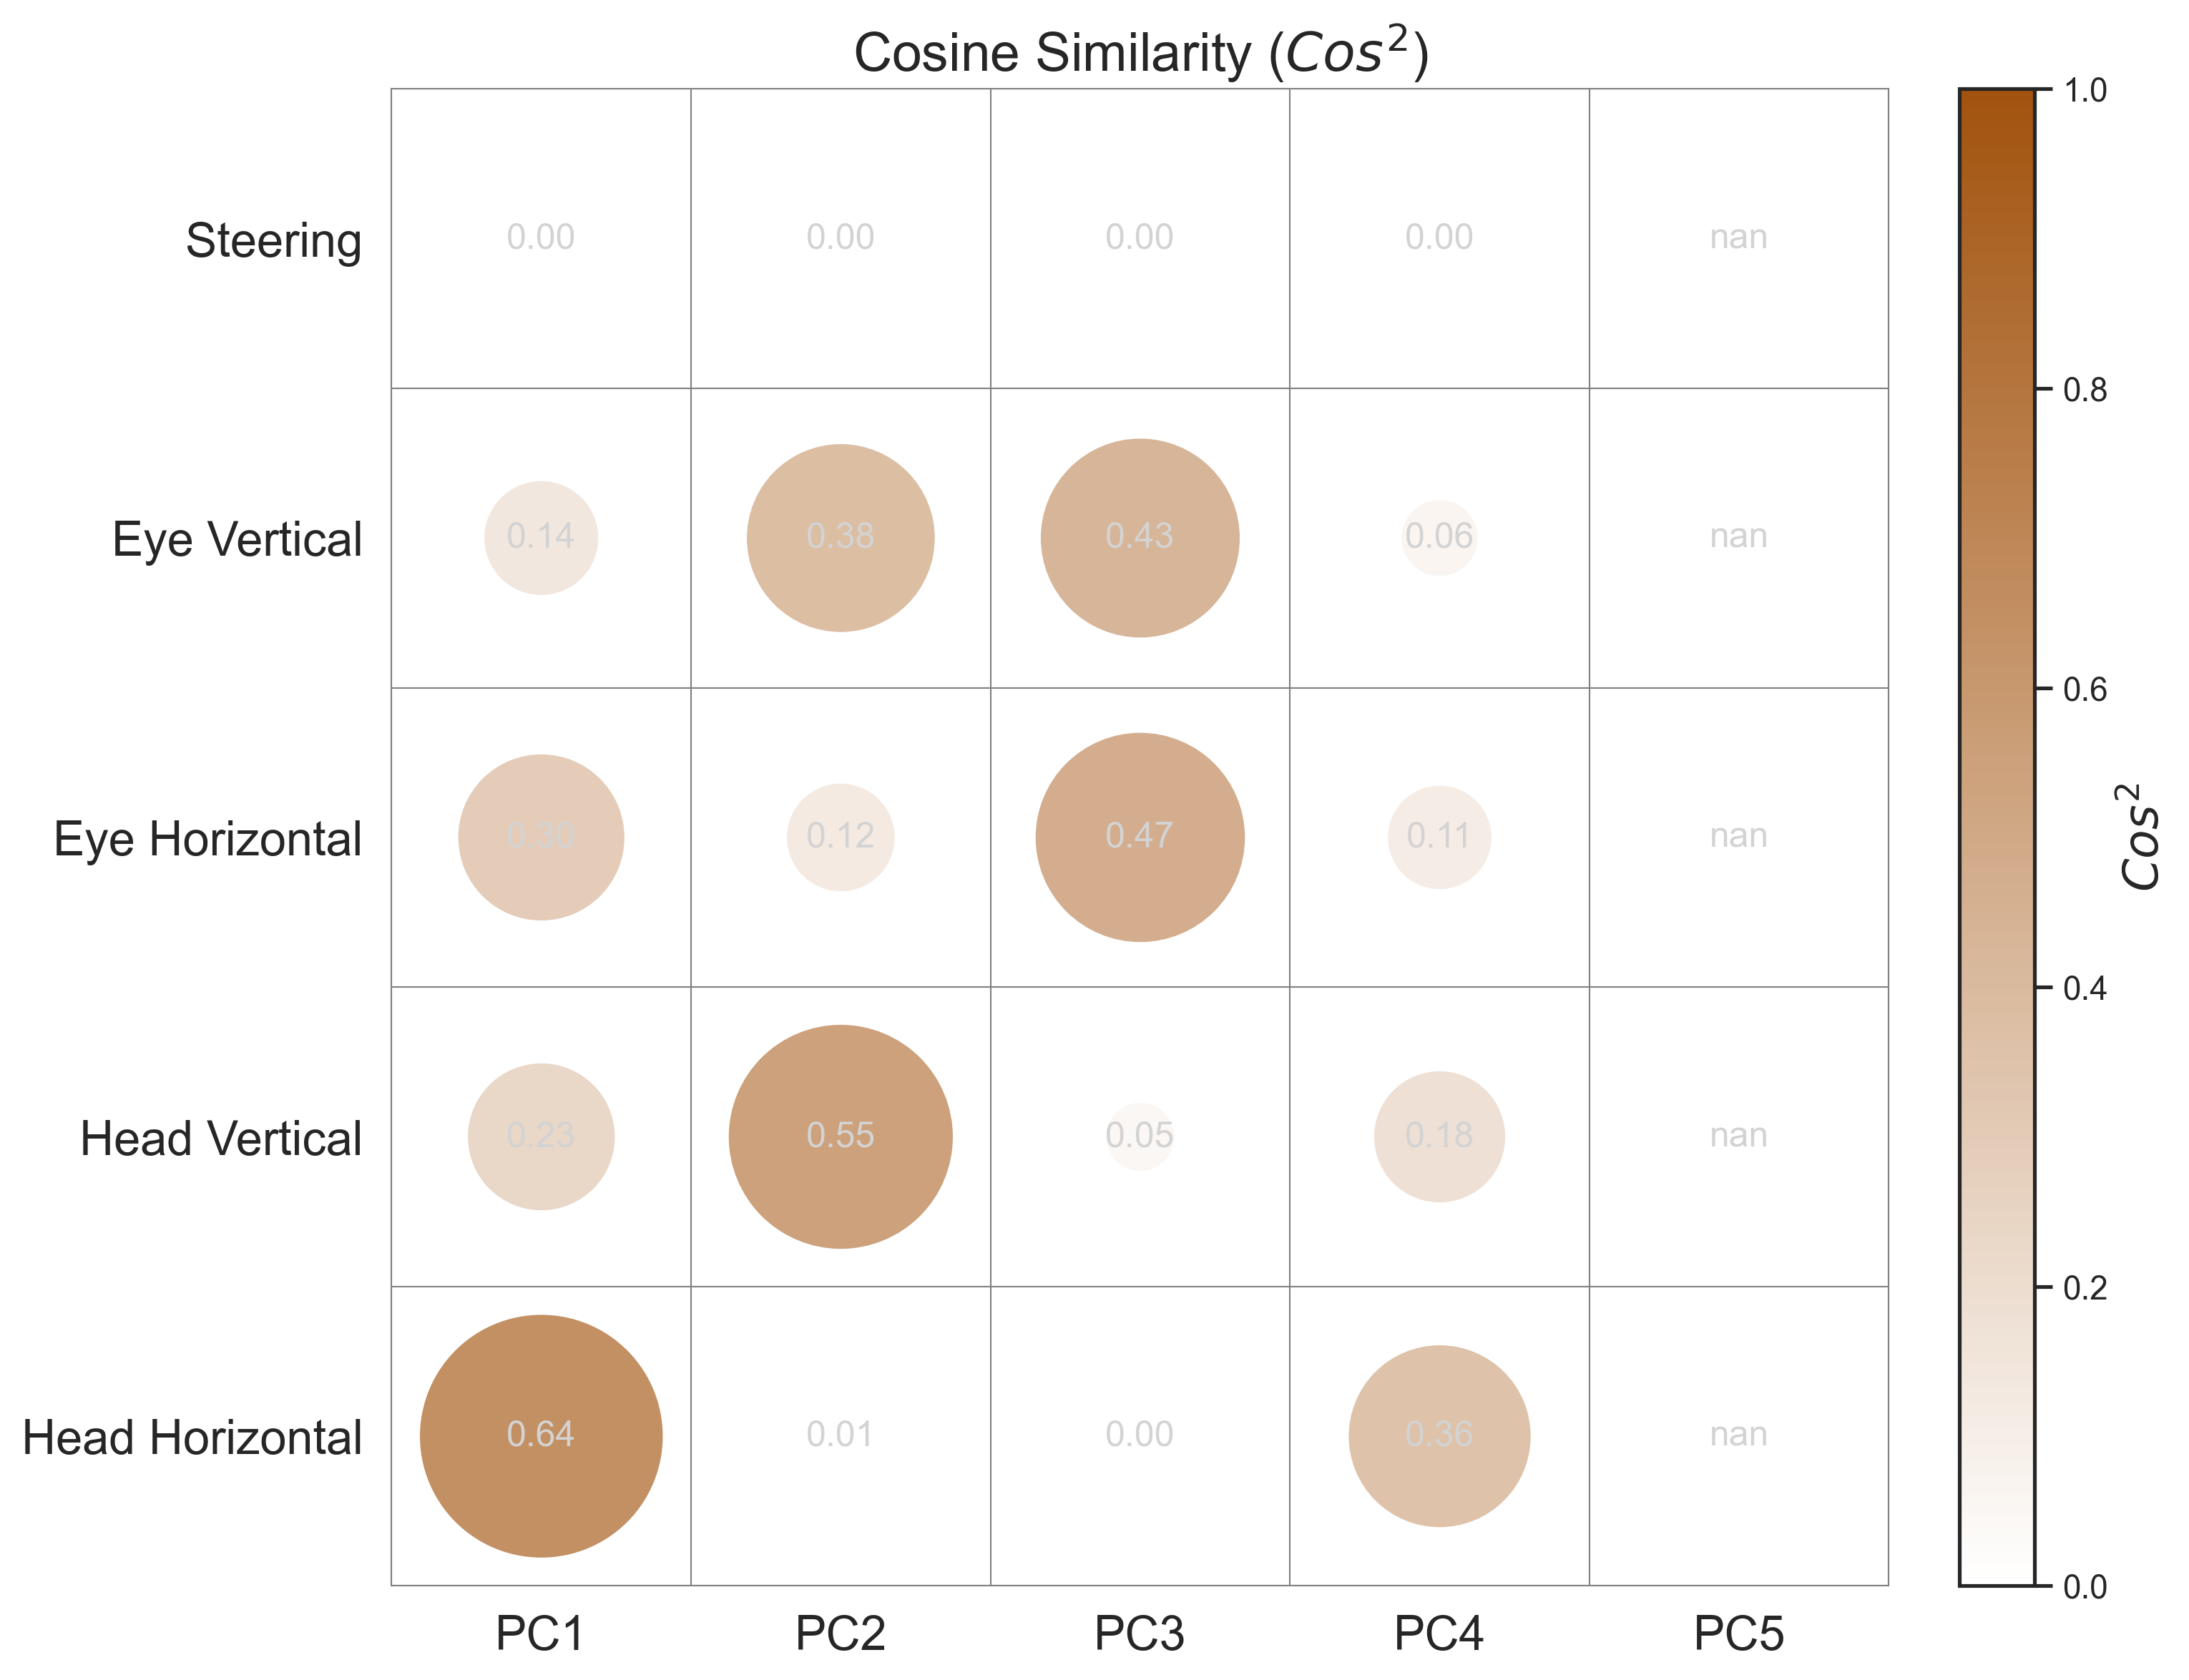 Cosine Similarity (Cos²)
Steering 0.00 0.00 0.00 0.00 nan
Eye Vertical 0.14 0.38 0.43 0.06 nan
Eye Horizontal 0.30 0.12 0.47 0.11 nan
Head Vertical 0.23 0.55 0.05 0.18 nan
Head Horizontal 0.64 0.01 0.00 0.36 nan
PC1 PC2 PC3 PC4 PC5
1.0
0.8
0.6
0.4
0.2
0.0
Cos²